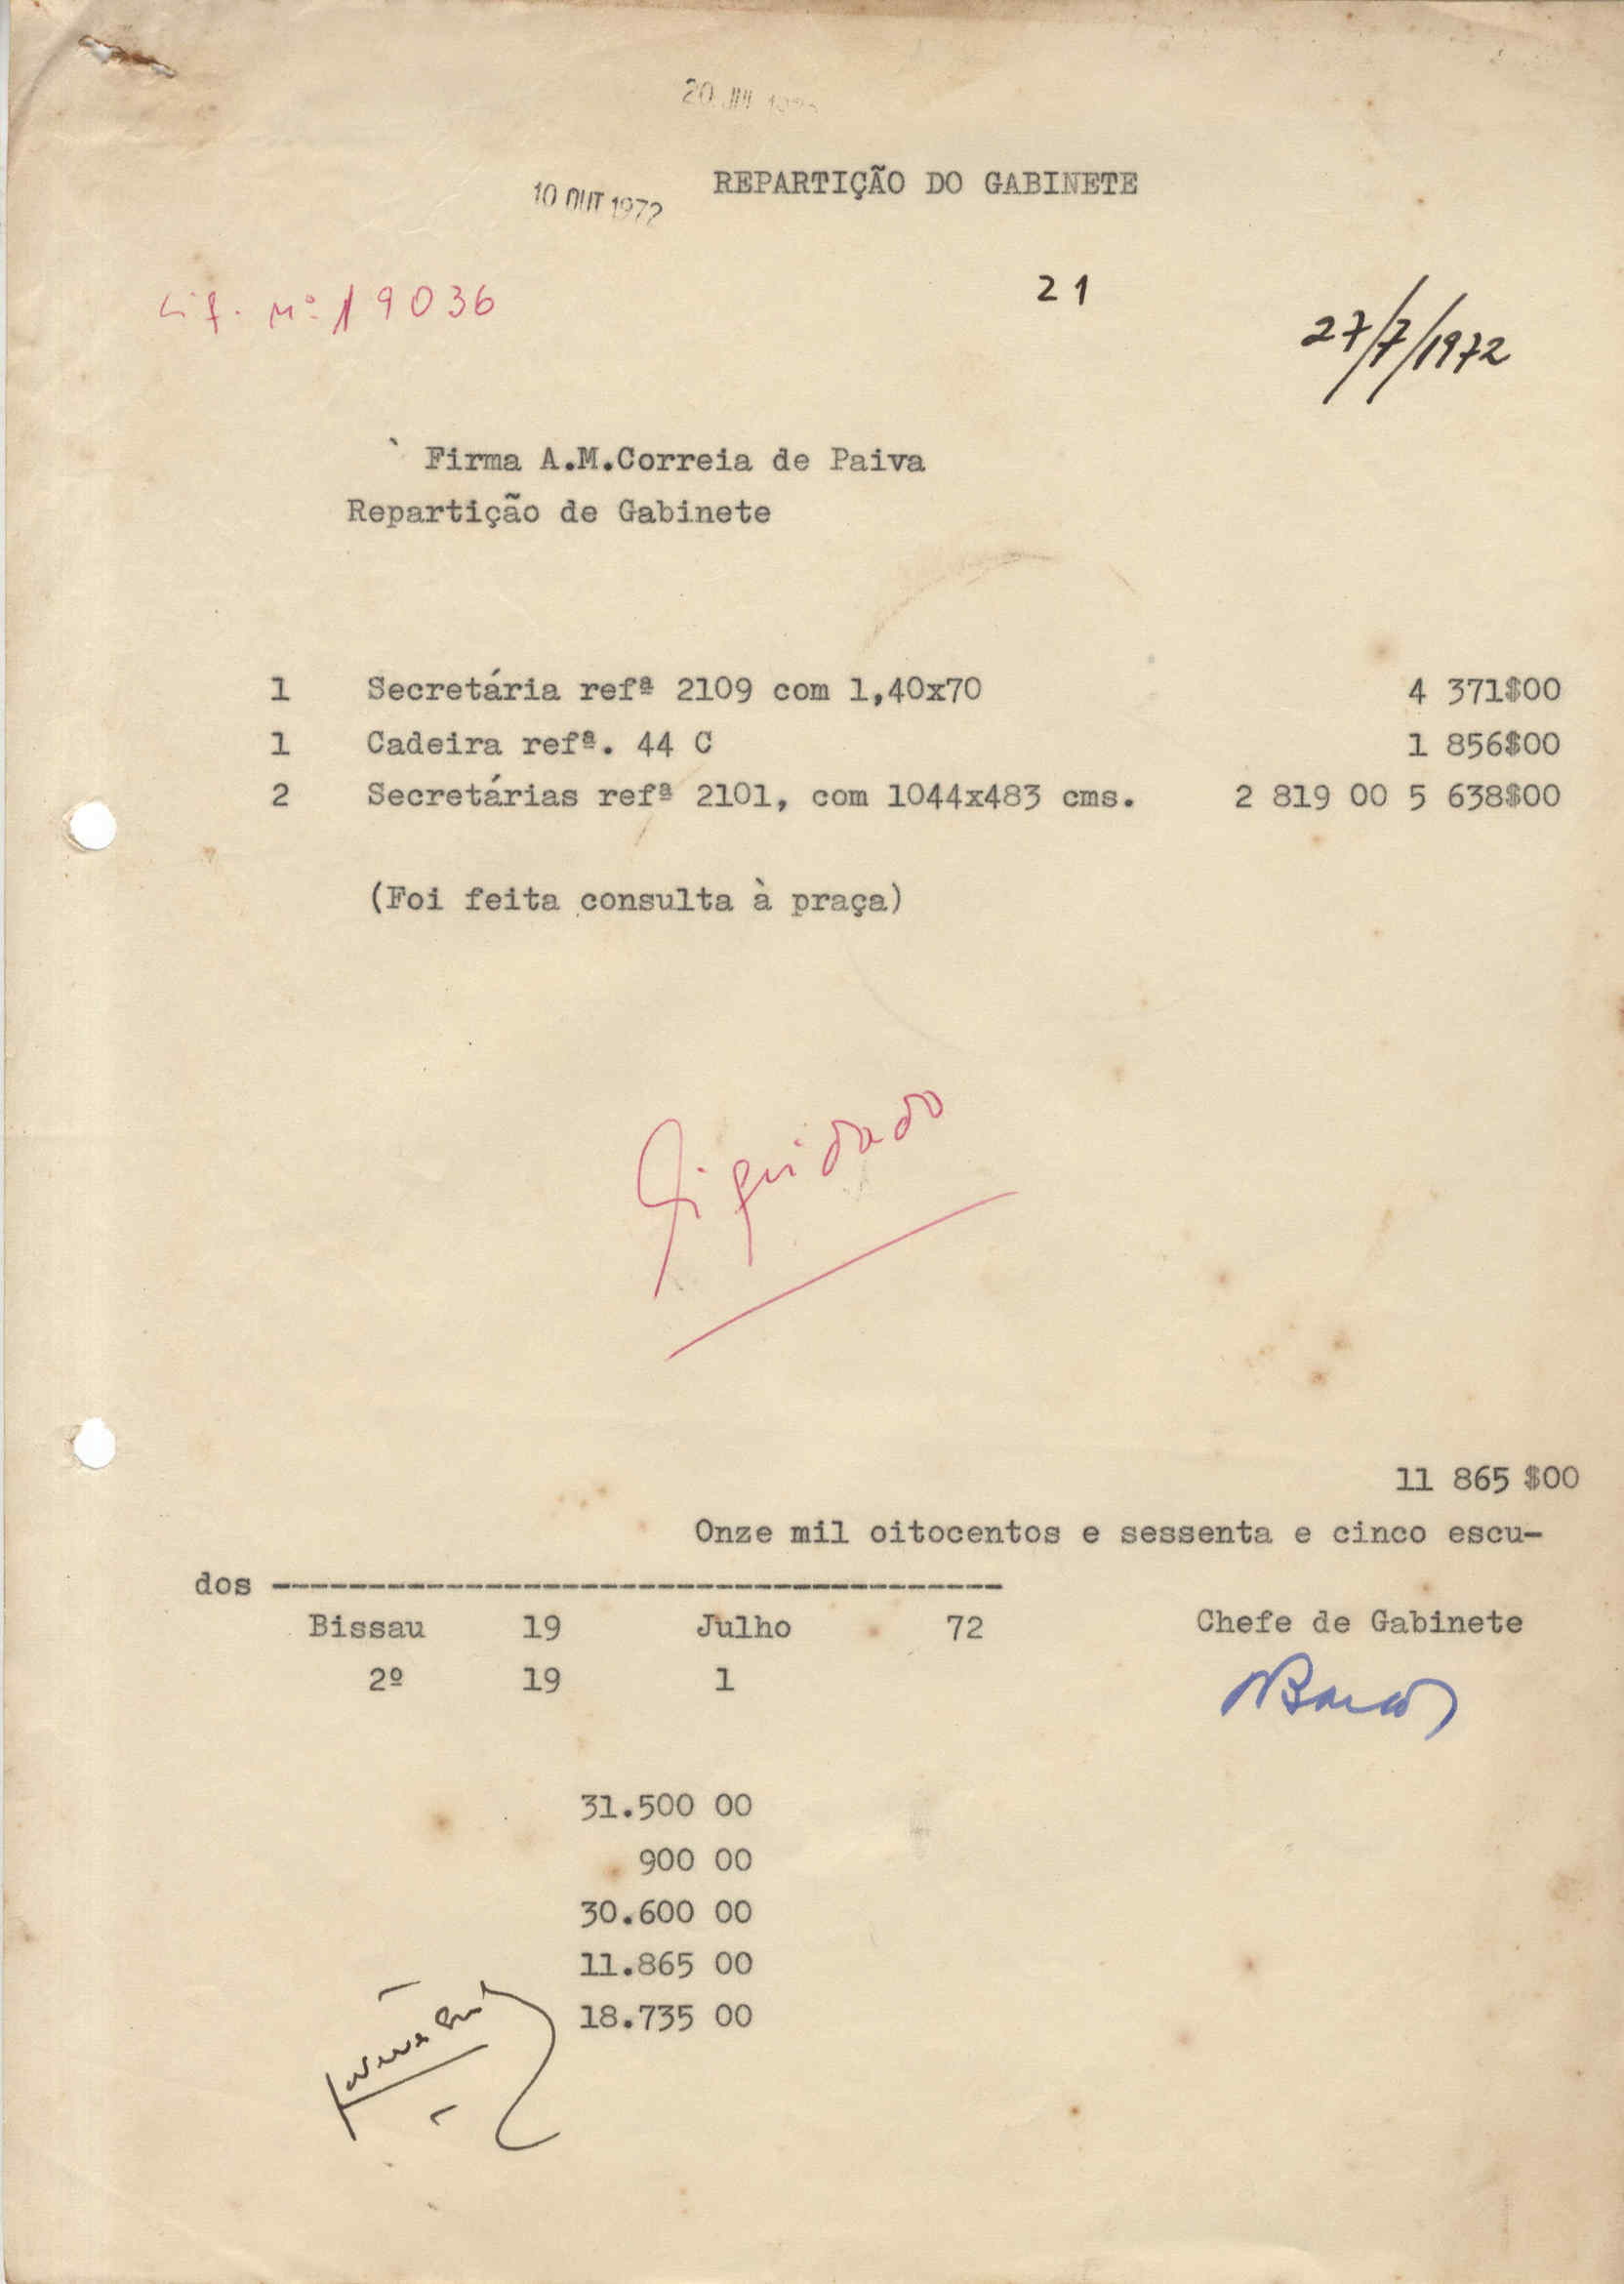 20 JUL
REPARTIÇÃO DO GABINETE
10 OUT 1972
21
Lif. Nº 19036
27/7/1972
` Firma A.M.Correia de Paiva
Repartição de Gabinete
1 Secretária refª 2109 com 1,40x70 4 371$00
1 Cadeira refª. 44 C 1 856$00
2 Secretárias refª 2101, com 1044x483 cms. 2 819 00 5 638$00
(Foi feita consulta à praça)
Liquidado
11 865 $00
Onze mil oitocentos e sessenta e cinco escu-
dos --------------------------------------
Bissau 19 Julho 72 Chefe de Gabinete
2º 19 1
31.500 00
900 00
30.600 00
11.865 00
18.735 00